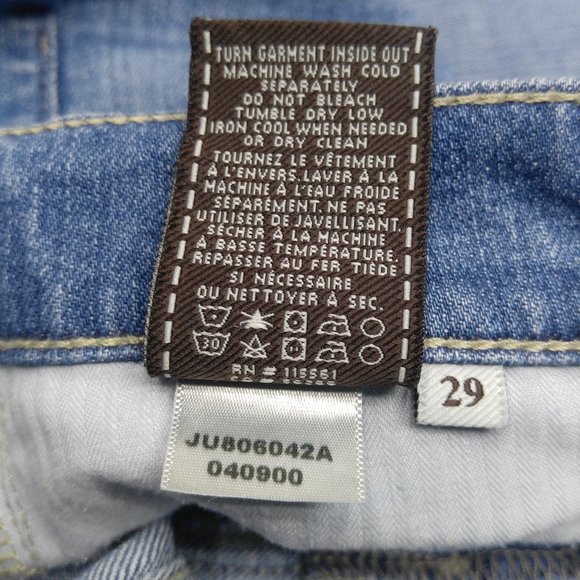 TURN GARMENT INSIDE OUT
MACHINE WASH COLD
SEPARATELY
DO NOT BLEACH
TUMBLE DRY LOW
IRON COOL WHEN NEEDED
OR DRY CLEAN
TOURNEZ LE VÊTEMENT
À L'ENVERS.LAVER À LA
MACHINE À L'EAU FROIDE
SÉPARÉMENT. NE PAS
UTILISER DE JAVELLISANT.
SÉCHER À LA MACHINE
À BASSE TEMPÉRATURE.
REPASSER AU FER TIÈDE
SI NÉCESSAIRE
OU NETTOYER À SEC.
30
RN # 115561
29
JU806042A
040900